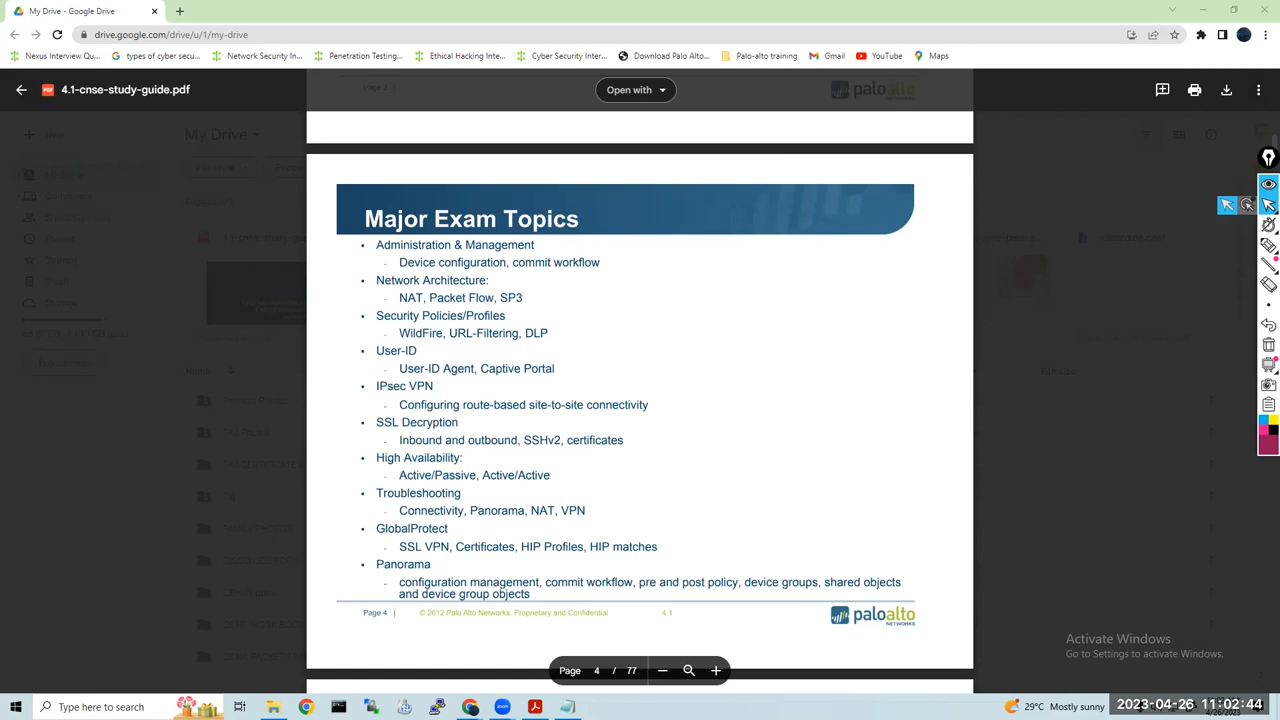 My Drive - Google Drive
drive.google.com/drive/u/1/my-drive
Nexus Interview Qu... types of cyber secu... Network Security In... Penetration Testing... Ethical Hacking Inte... Cyber Security Inter... Download Palo Alto... Palo-alto training Gmail YouTube Maps
4.1-cnse-study-guide.pdf
Open with
Page 3
paloalto
New
My Drive
Major Exam Topics
• Administration & Management
- Device configuration, commit workflow
• Network Architecture:
- NAT, Packet Flow, SP3
• Security Policies/Profiles
- WildFire, URL-Filtering, DLP
• User-ID
- User-ID Agent, Captive Portal
• IPsec VPN
- Configuring route-based site-to-site connectivity
• SSL Decryption
- Inbound and outbound, SSHv2, certificates
• High Availability:
- Active/Passive, Active/Active
• Troubleshooting
- Connectivity, Panorama, NAT, VPN
• GlobalProtect
- SSL VPN, Certificates, HIP Profiles, HIP matches
• Panorama
- configuration management, commit workflow, pre and post policy, device groups, shared objects
and device group objects
Page 4 | © 2012 Palo Alto Networks. Proprietary and Confidential 4.1
paloalto
NETWORKS
Activate Windows
Go to Settings to activate Windows.
Page 4 / 77
Type here to search
29°C Mostly sunny
2023-04-26 11:02:44